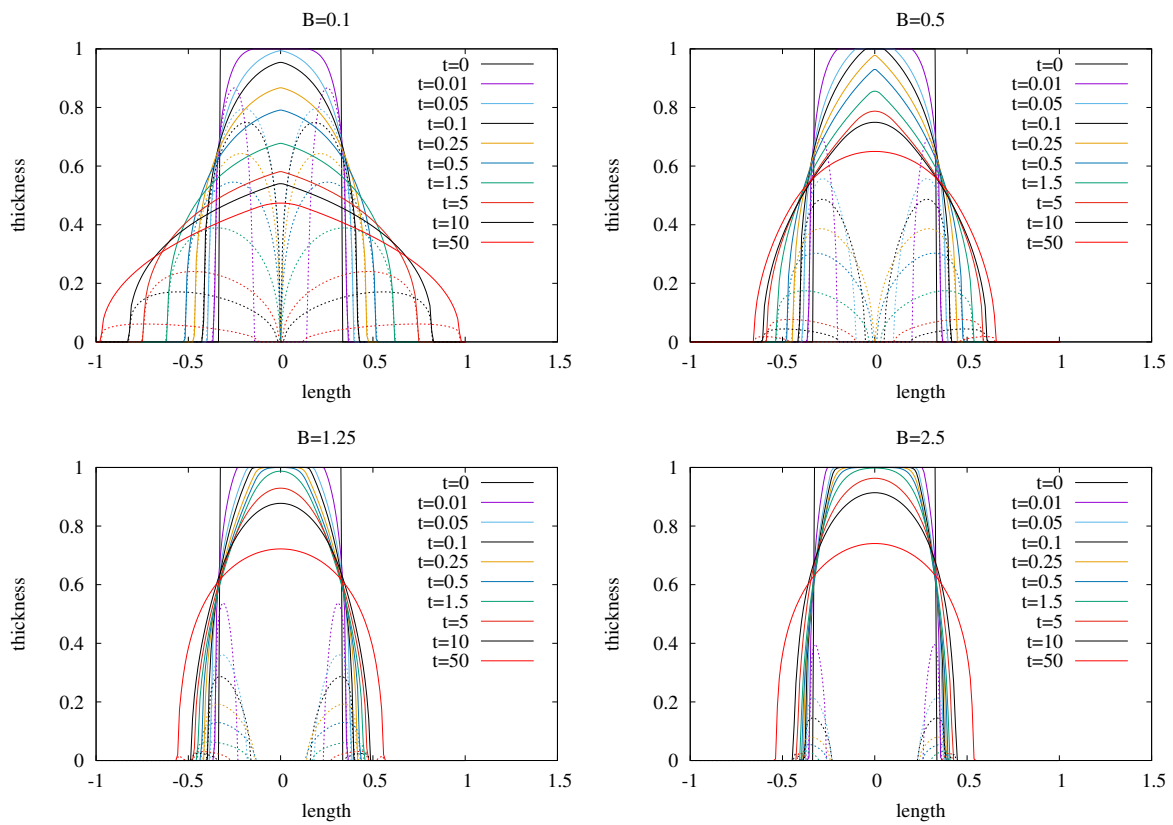 B=0.1
thickness
1
0.8
0.6
0.4
0.2
0
-1
-0.5
0
0.5
1
1.5
length
t=0
t=0.01
t=0.05
t=0.1
t=0.25
t=0.5
t=1.5
t=5
t=10
t=50
B=0.5
thickness
1
0.8
0.6
0.4
0.2
0
-1
-0.5
0
0.5
1
1.5
length
t=0
t=0.01
t=0.05
t=0.1
t=0.25
t=0.5
t=1.5
t=5
t=10
t=50
B=1.25
thickness
1
0.8
0.6
0.4
0.2
0
-1
-0.5
0
0.5
1
1.5
length
t=0
t=0.01
t=0.05
t=0.1
t=0.25
t=0.5
t=1.5
t=5
t=10
t=50
B=2.5
thickness
1
0.8
0.6
0.4
0.2
0
-1
-0.5
0
0.5
1
1.5
length
t=0
t=0.01
t=0.05
t=0.1
t=0.25
t=0.5
t=1.5
t=5
t=10
t=50